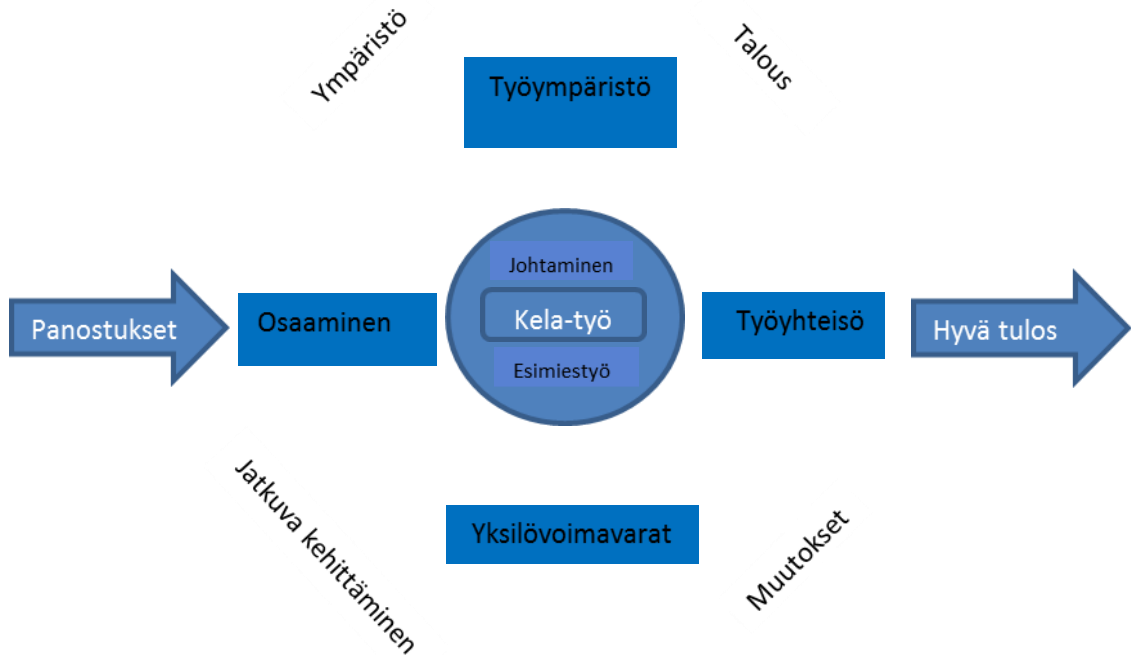 Ympäristö
Talous
Työympäristö
Johtaminen
Panostukset
Osaaminen
Kela-työ
Työyhteisö
Hyvä tulos
Esimiestyö
Jatkuva kehittäminen
Yksilövoimavarat
Muutokset